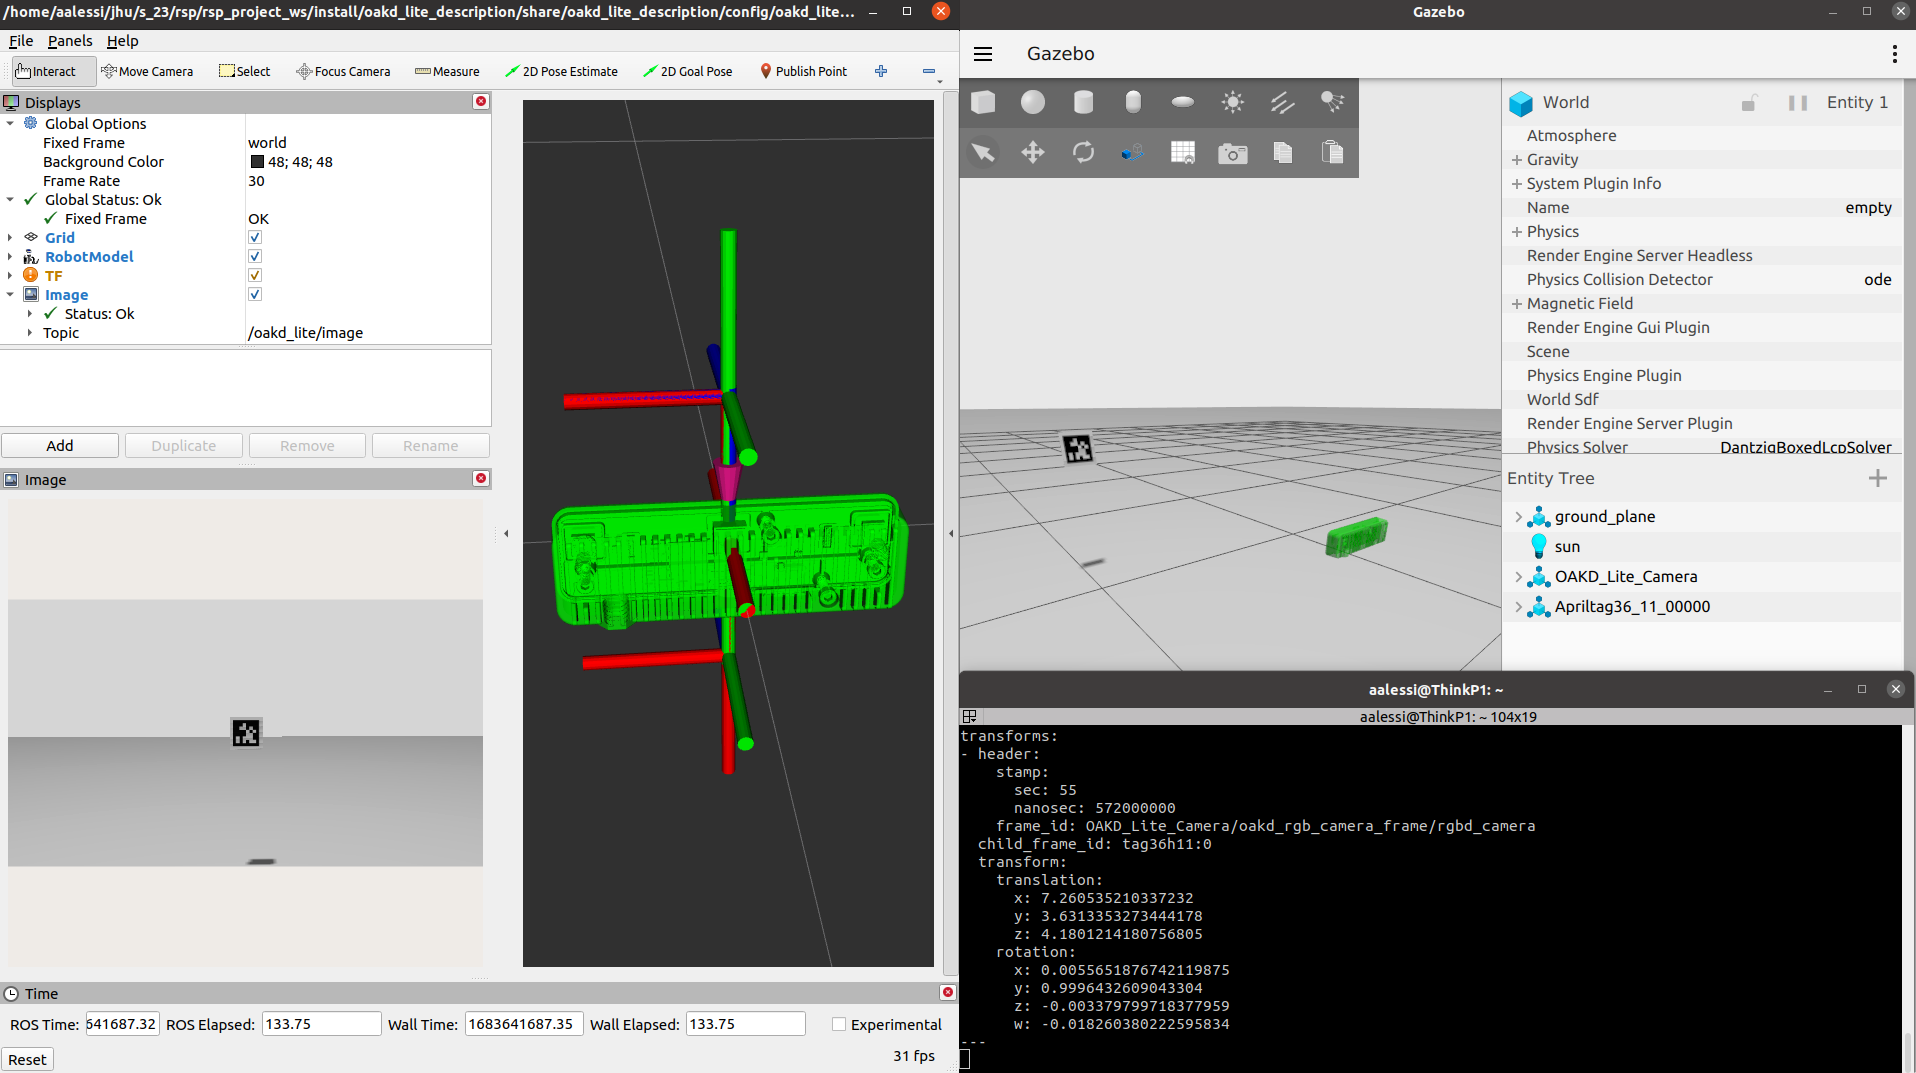 /home/aalessi/jhu/s_23/rsp/rsp_project_ws/install/oakd_lite_description/share/oakd_lite_description/config/oakd_lite...
File Panels Help
Interact Move Camera Select Focus Camera Measure 2D Pose Estimate 2D Goal Pose Publish Point
Displays
Global Options
Fixed Frame world
Background Color 48; 48; 48
Frame Rate 30
Global Status: Ok
Fixed Frame OK
Grid
RobotModel
TF
Image
Status: Ok
Topic /oakd_lite/image
Add Duplicate Remove Rename
Image
Time
ROS Time: 641687.32 ROS Elapsed: 133.75 Wall Time: 1683641687.35 Wall Elapsed: 133.75 Experimental
Reset 31 fps
Gazebo
Gazebo
World Entity 1
Atmosphere
Gravity
System Plugin Info
Name empty
Physics
Render Engine Server Headless
Physics Collision Detector ode
Magnetic Field
Render Engine Gui Plugin
Scene
Physics Engine Plugin
World Sdf
Render Engine Server Plugin
Physics Solver DantzigBoxedLcpSolver
Entity Tree
ground_plane
sun
OAKD_Lite_Camera
Apriltag36_11_00000
aalessi@ThinkP1: ~
aalessi@ThinkP1: ~ 104x19
transforms:
- header:
stamp:
sec: 55
nanosec: 572000000
frame_id: OAKD_Lite_Camera/oakd_rgb_camera_frame/rgbd_camera
child_frame_id: tag36h11:0
transform:
translation:
x: 7.260535210337232
y: 3.6313353273444178
z: 4.1801214180756805
rotation:
x: 0.0055651876742119875
y: 0.9996432609043304
z: -0.003379799718377959
w: -0.018260380222595834
---